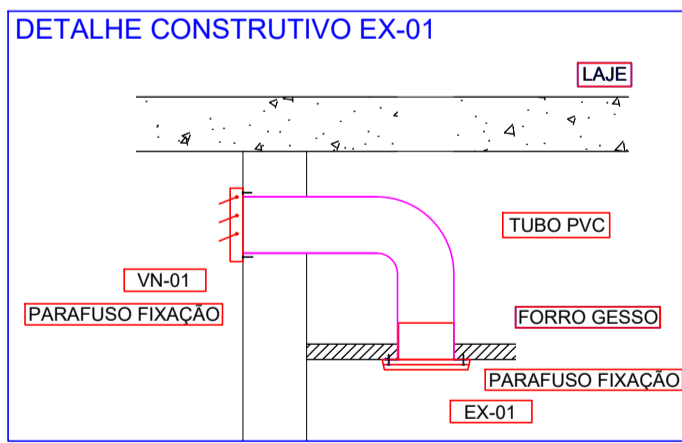 DETALHE CONSTRUTIVO EX-01
LAJE
TUBO PVC
VN-01
PARAFUSO FIXAÇÃO
FORRO GESSO
PARAFUSO FIXAÇÃO
EX-01